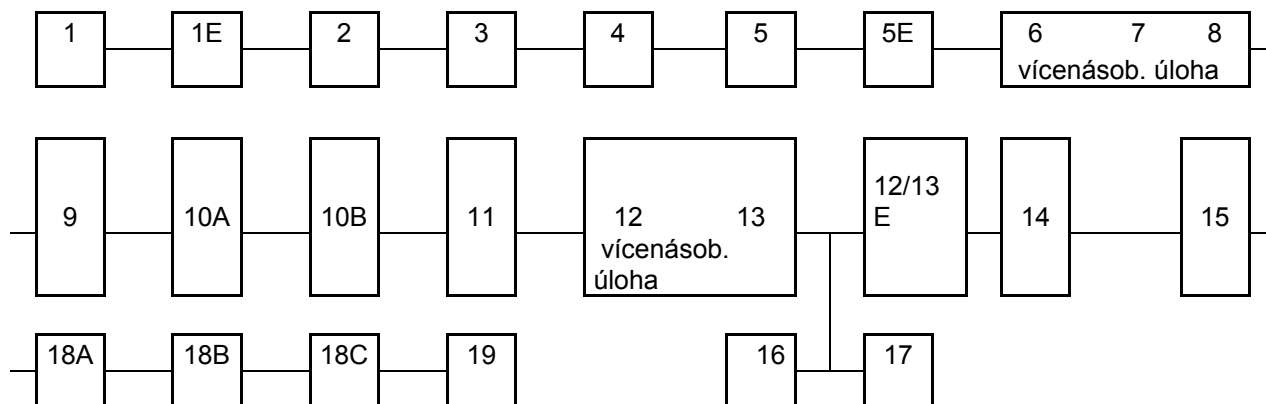 1 1E 2 3 4 5 5E 6 7 8
vícenásob. úloha
9 10A 10B 11 12 13 12/13 14 15
E
vícenásob.
úloha
18A 18B 18C 19 16 17